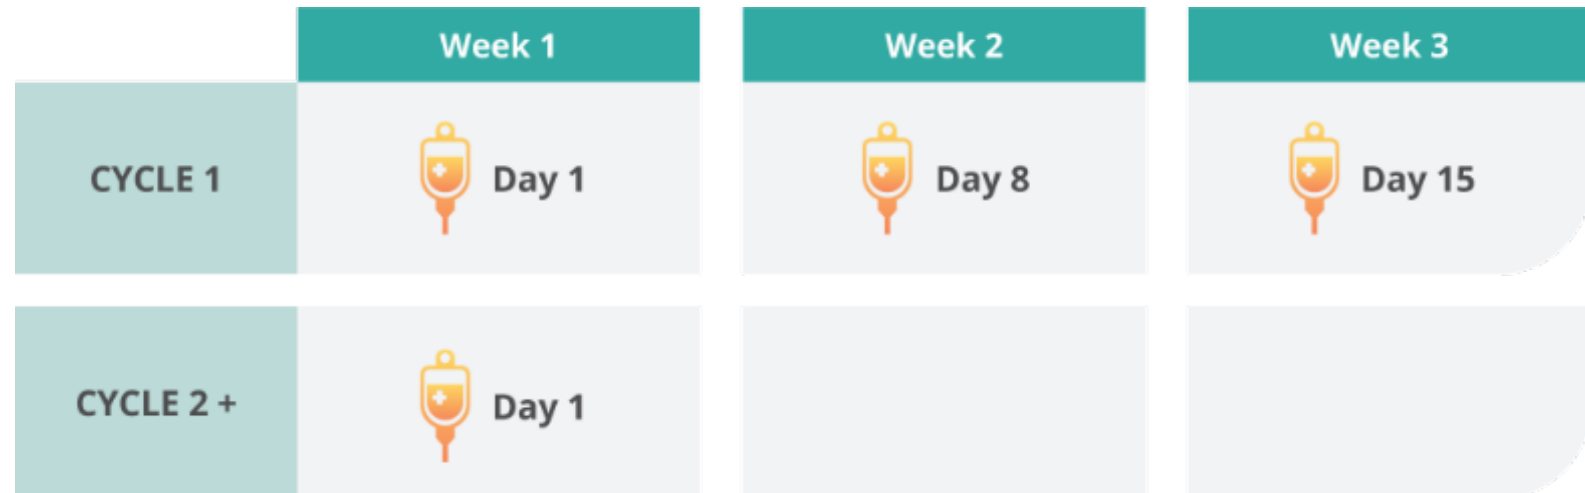 Week 1
Week 2
Week 3
CYCLE 1
Day 1
Day 8
Day 15
CYCLE 2 +
Day 1